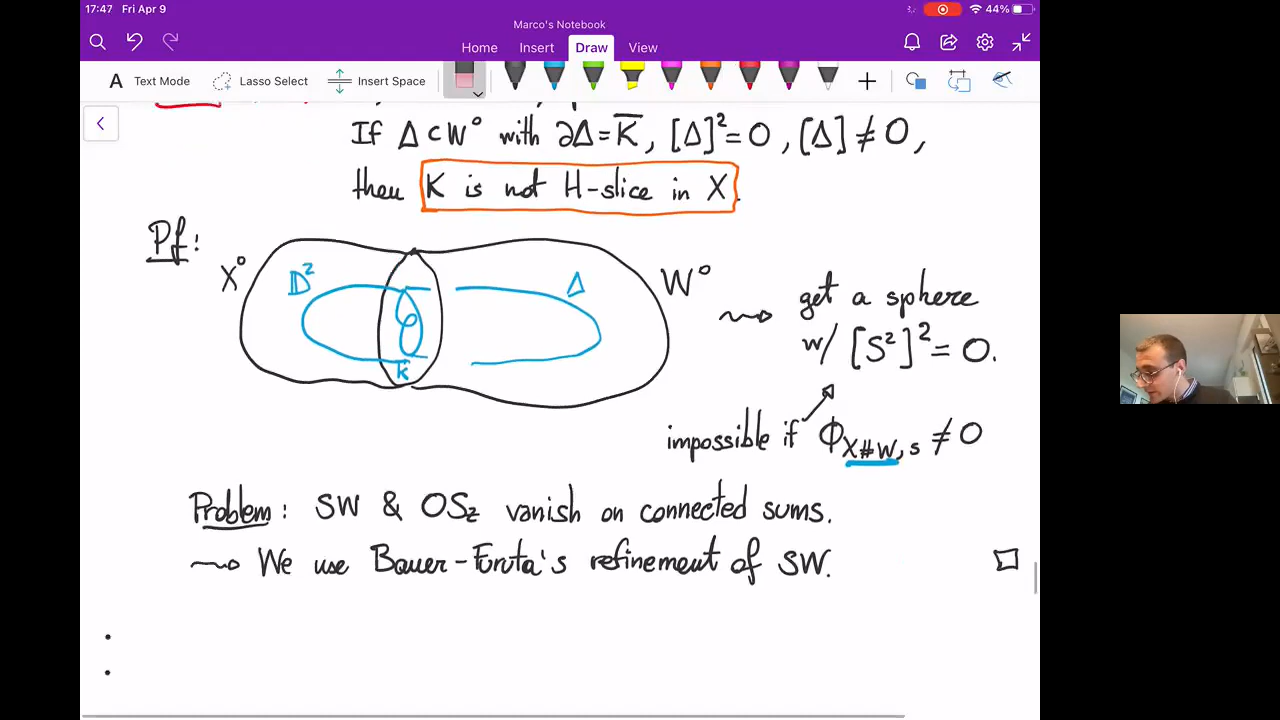 17:47 Fri Apr 9
44%
Marco's Notebook
Home Insert Draw View
A Text Mode Lasso Select Insert Space
If Δ ⊂ W° with ∂Δ = K̅, [Δ]² = 0, [Δ] ≠ 0,
then K is not H-slice in X.
Pf:
X°
D²
Δ
W°
K
⇝ get a sphere
w/ [S²]² = 0.
impossible if Φ_{X#W, s} ≠ 0
Problem: SW & OSz vanish on connected sums.
⇝ We use Bauer-Furuta's refinement of SW. □